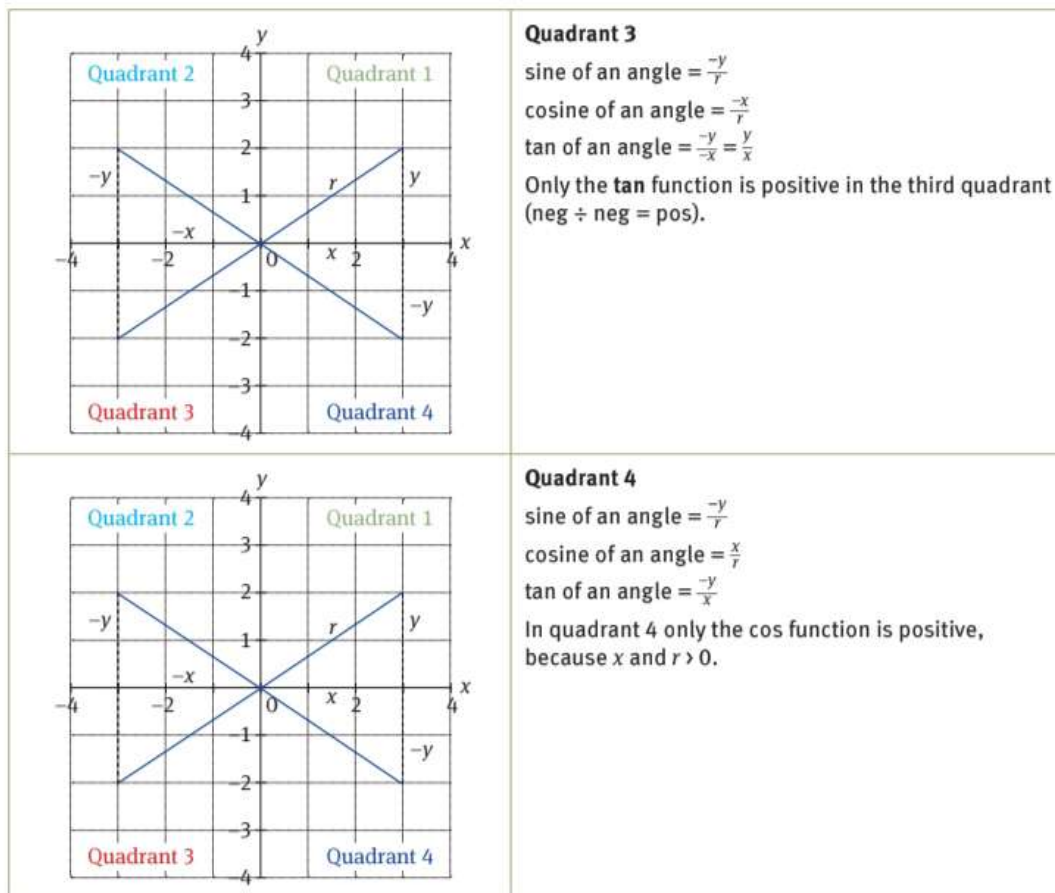 y
4
Quadrant 2 Quadrant 1
3
2
−y r y
1
−x
−4 −2 0 x 2 4 x
−1
−y
−2
−3
Quadrant 3 Quadrant 4
−4
Quadrant 3
sine of an angle = −y/r
cosine of an angle = −x/r
tan of an angle = −y/−x = y/x
Only the tan function is positive in the third quadrant
(neg ÷ neg = pos).
y
4
Quadrant 2 Quadrant 1
3
2
−y r y
1
−x
−4 −2 0 x 2 4 x
−1
−y
−2
−3
Quadrant 3 Quadrant 4
−4
Quadrant 4
sine of an angle = −y/r
cosine of an angle = x/r
tan of an angle = −y/x
In quadrant 4 only the cos function is positive,
because x and r > 0.